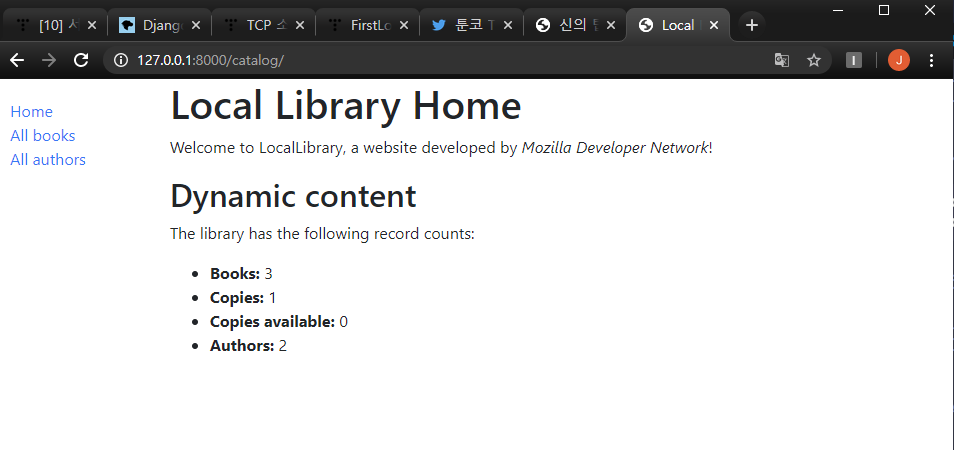 [10]
Djang
TCP 소
FirstLo
툰코 T
신의
Local
127.0.0.1:8000/catalog/
J
Home
All books
All authors
Local Library Home
Welcome to LocalLibrary, a website developed by Mozilla Developer Network!
Dynamic content
The library has the following record counts:
Books: 3
Copies: 1
Copies available: 0
Authors: 2